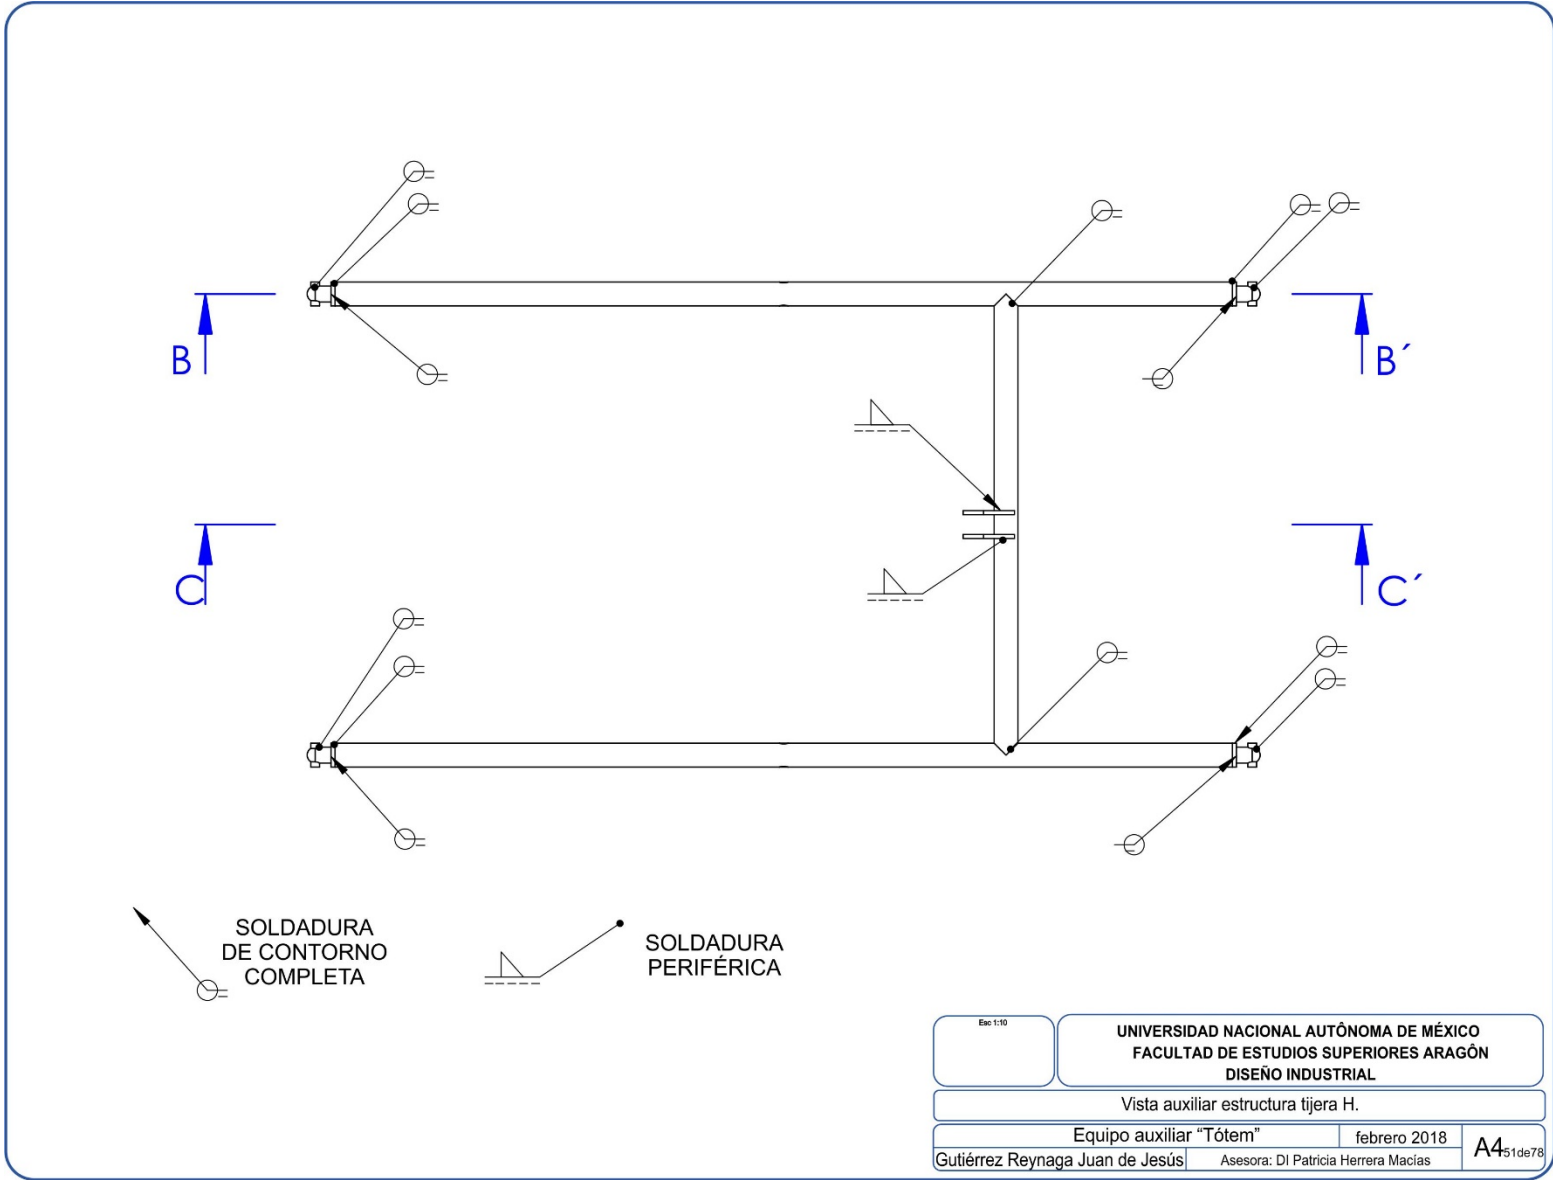 B
B´
C
C´
SOLDADURA
DE CONTORNO
COMPLETA
SOLDADURA
PERIFÉRICA
Esc 1:10
UNIVERSIDAD NACIONAL AUTÔNOMA DE MÉXICO
FACULTAD DE ESTUDIOS SUPERIORES ARAGÔN
DISEÑO INDUSTRIAL
Vista auxiliar estructura tijera H.
Equipo auxiliar “Tótem”
febrero 2018
A4 51de78
Gutiérrez Reynaga Juan de Jesús
Asesora: DI Patricia Herrera Macías